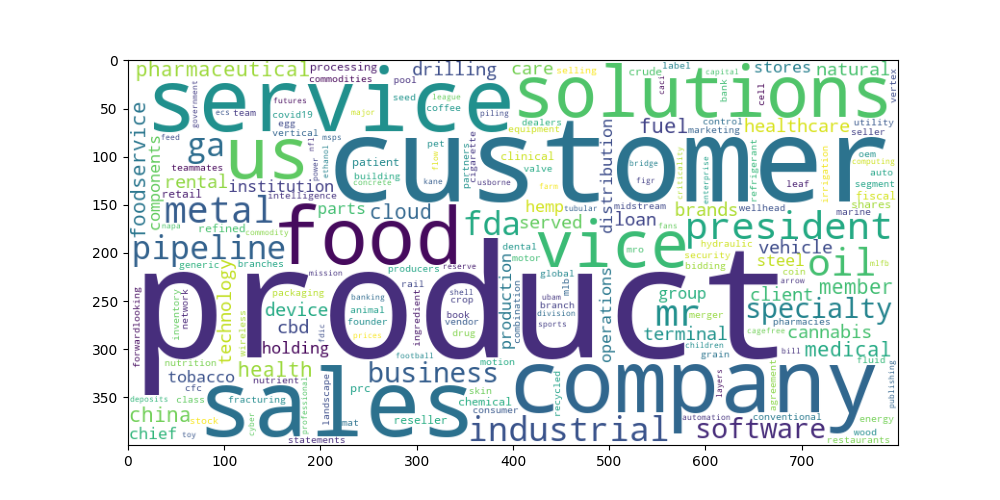 0
50
100
150
200
250
300
350
0 100 200 300 400 500 600 700
pharmaceutical processing drilling care selling crude label stores natural
commodities pool solutions bank capital caci cell vertex
service seed league coffee piling
government futures major
ecs team covid19 egg vertical
dealers equipment fuel control marketing healthcare utility seller
foodservice feed ga us mfl power ethanol msps
customer
pet flow kane partners cigarette clinical valve usborne farm
distribution bridge figr criticality enterprise refrigerant leaf irrigation
oem computing auto segment fiscal shares
teammates patient building concrete
components rental institution
retail intelligence
metal parts cloud hemp tubular midstream brands wellhead marine
napa refined commodity food fda served loan fans president
pipeline vice mro hydraulic vehicle oil
generic branches dental motor security bidding steel coin mlfb
mission producers reserve global mlb arrow
product
forwardlooking inventory network technology wireless packaging device cbd fdic holding
banking animal founder prizes
rail ingredient shell crop book vendor drug
production combination ubam branch division sports operations
group mr merger terminal children grain
client member specialty pharmacies cagefree cannabis bill medical
nutrition health football motion fluid
tobacco cfc nutrient landscape prc business skin recycled layers agreement publishing
deposits class fracturing professional sales chemical consumer company
china stock cyber mat reseller automation conventional energy
chief toy statements industrial software wood restaurants